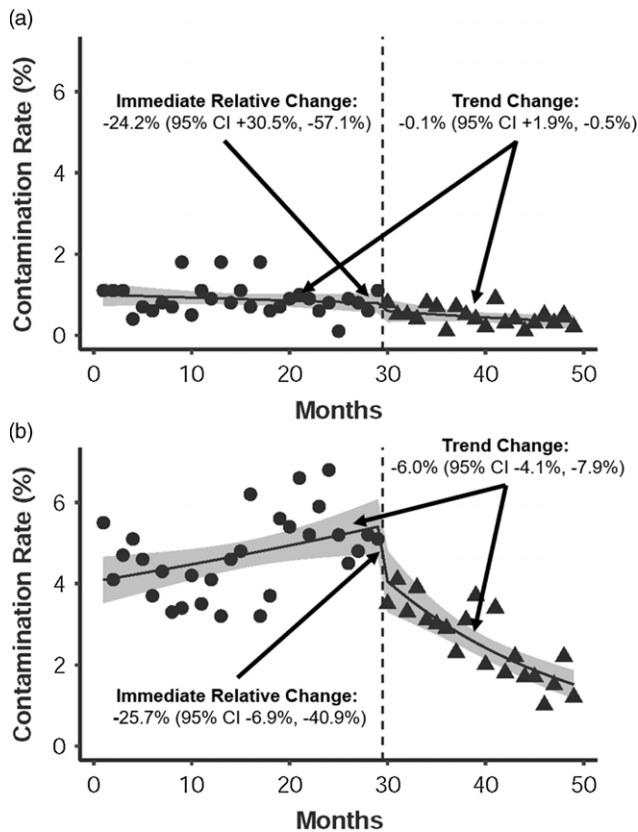 (a)
Contamination Rate (%)
6
4
2
0
Immediate Relative Change:
-24.2% (95% CI +30.5%, -57.1%)
Trend Change:
-0.1% (95% CI +1.9%, -0.5%)
0 10 20 30 40 50
Months
(b)
Contamination Rate (%)
6
4
2
0
Trend Change:
-6.0% (95% CI -4.1%, -7.9%)
Immediate Relative Change:
-25.7% (95% CI -6.9%, -40.9%)
0 10 20 30 40 50
Months